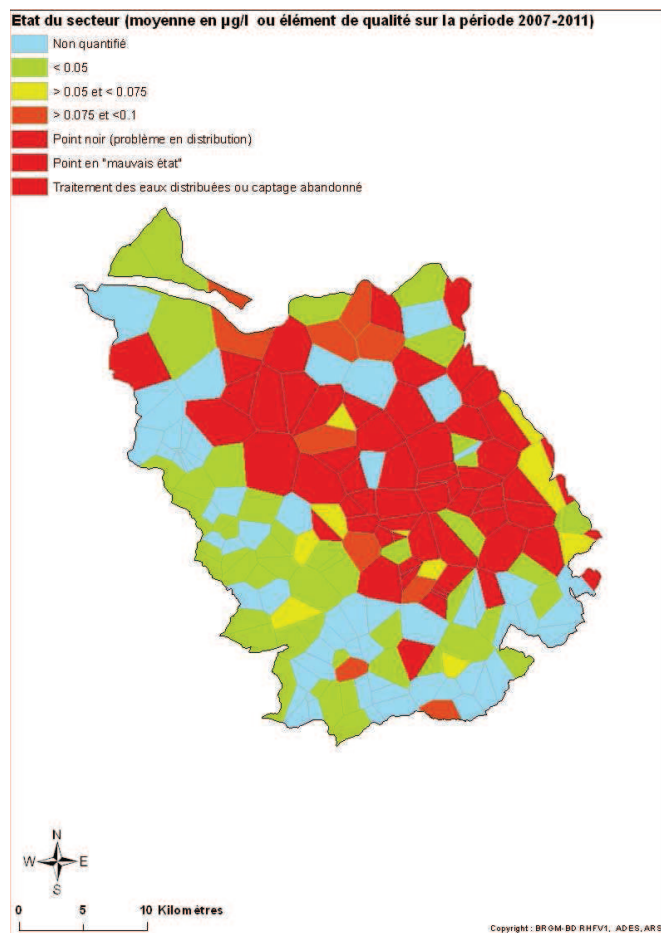 Etat du secteur (moyenne en µg/l ou élément de qualité sur la période 2007-2011)
Non quantifié
< 0.05
> 0.05 et < 0.075
> 0.075 et <0.1
Point noir (problème en distribution)
Point en "mauvais état"
Traitement des eaux distribuées ou captage abandonné
N
W E
S
0 5 10 Kilométres
Copyright : BRGM-BD RHFV1, ADES, ARS